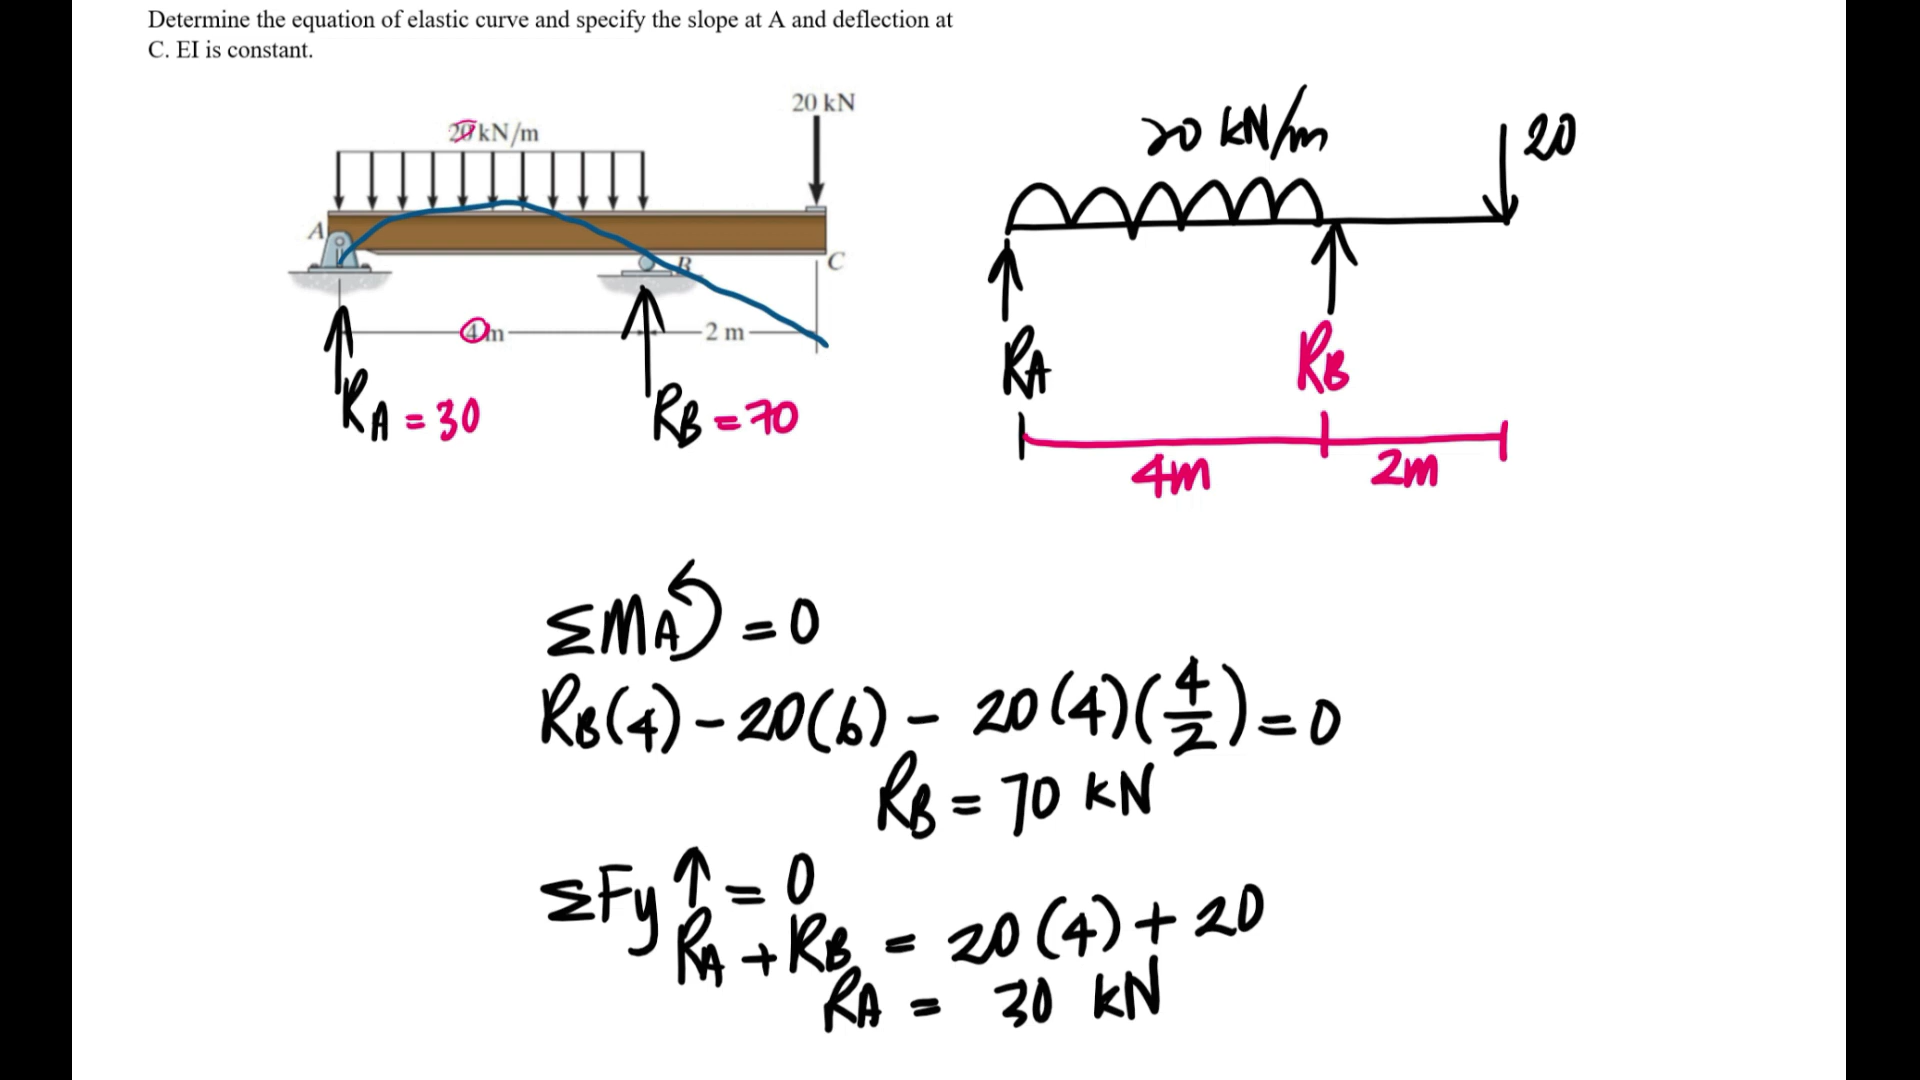 Determine the equation of elastic curve and specify the slope at A and deflection at
C. EI is constant.
20 kN
20 kN/m
A
B
C
4 m
2 m
RA = 30
RB = 70
20 kN/m
20
RA
RB
4m
2m
ΣMA = 0
RB(4) - 20(6) - 20(4)(4/2) = 0
RB = 70 kN
ΣFy ↑ = 0
RA + RB = 20(4) + 20
RA = 30 kN